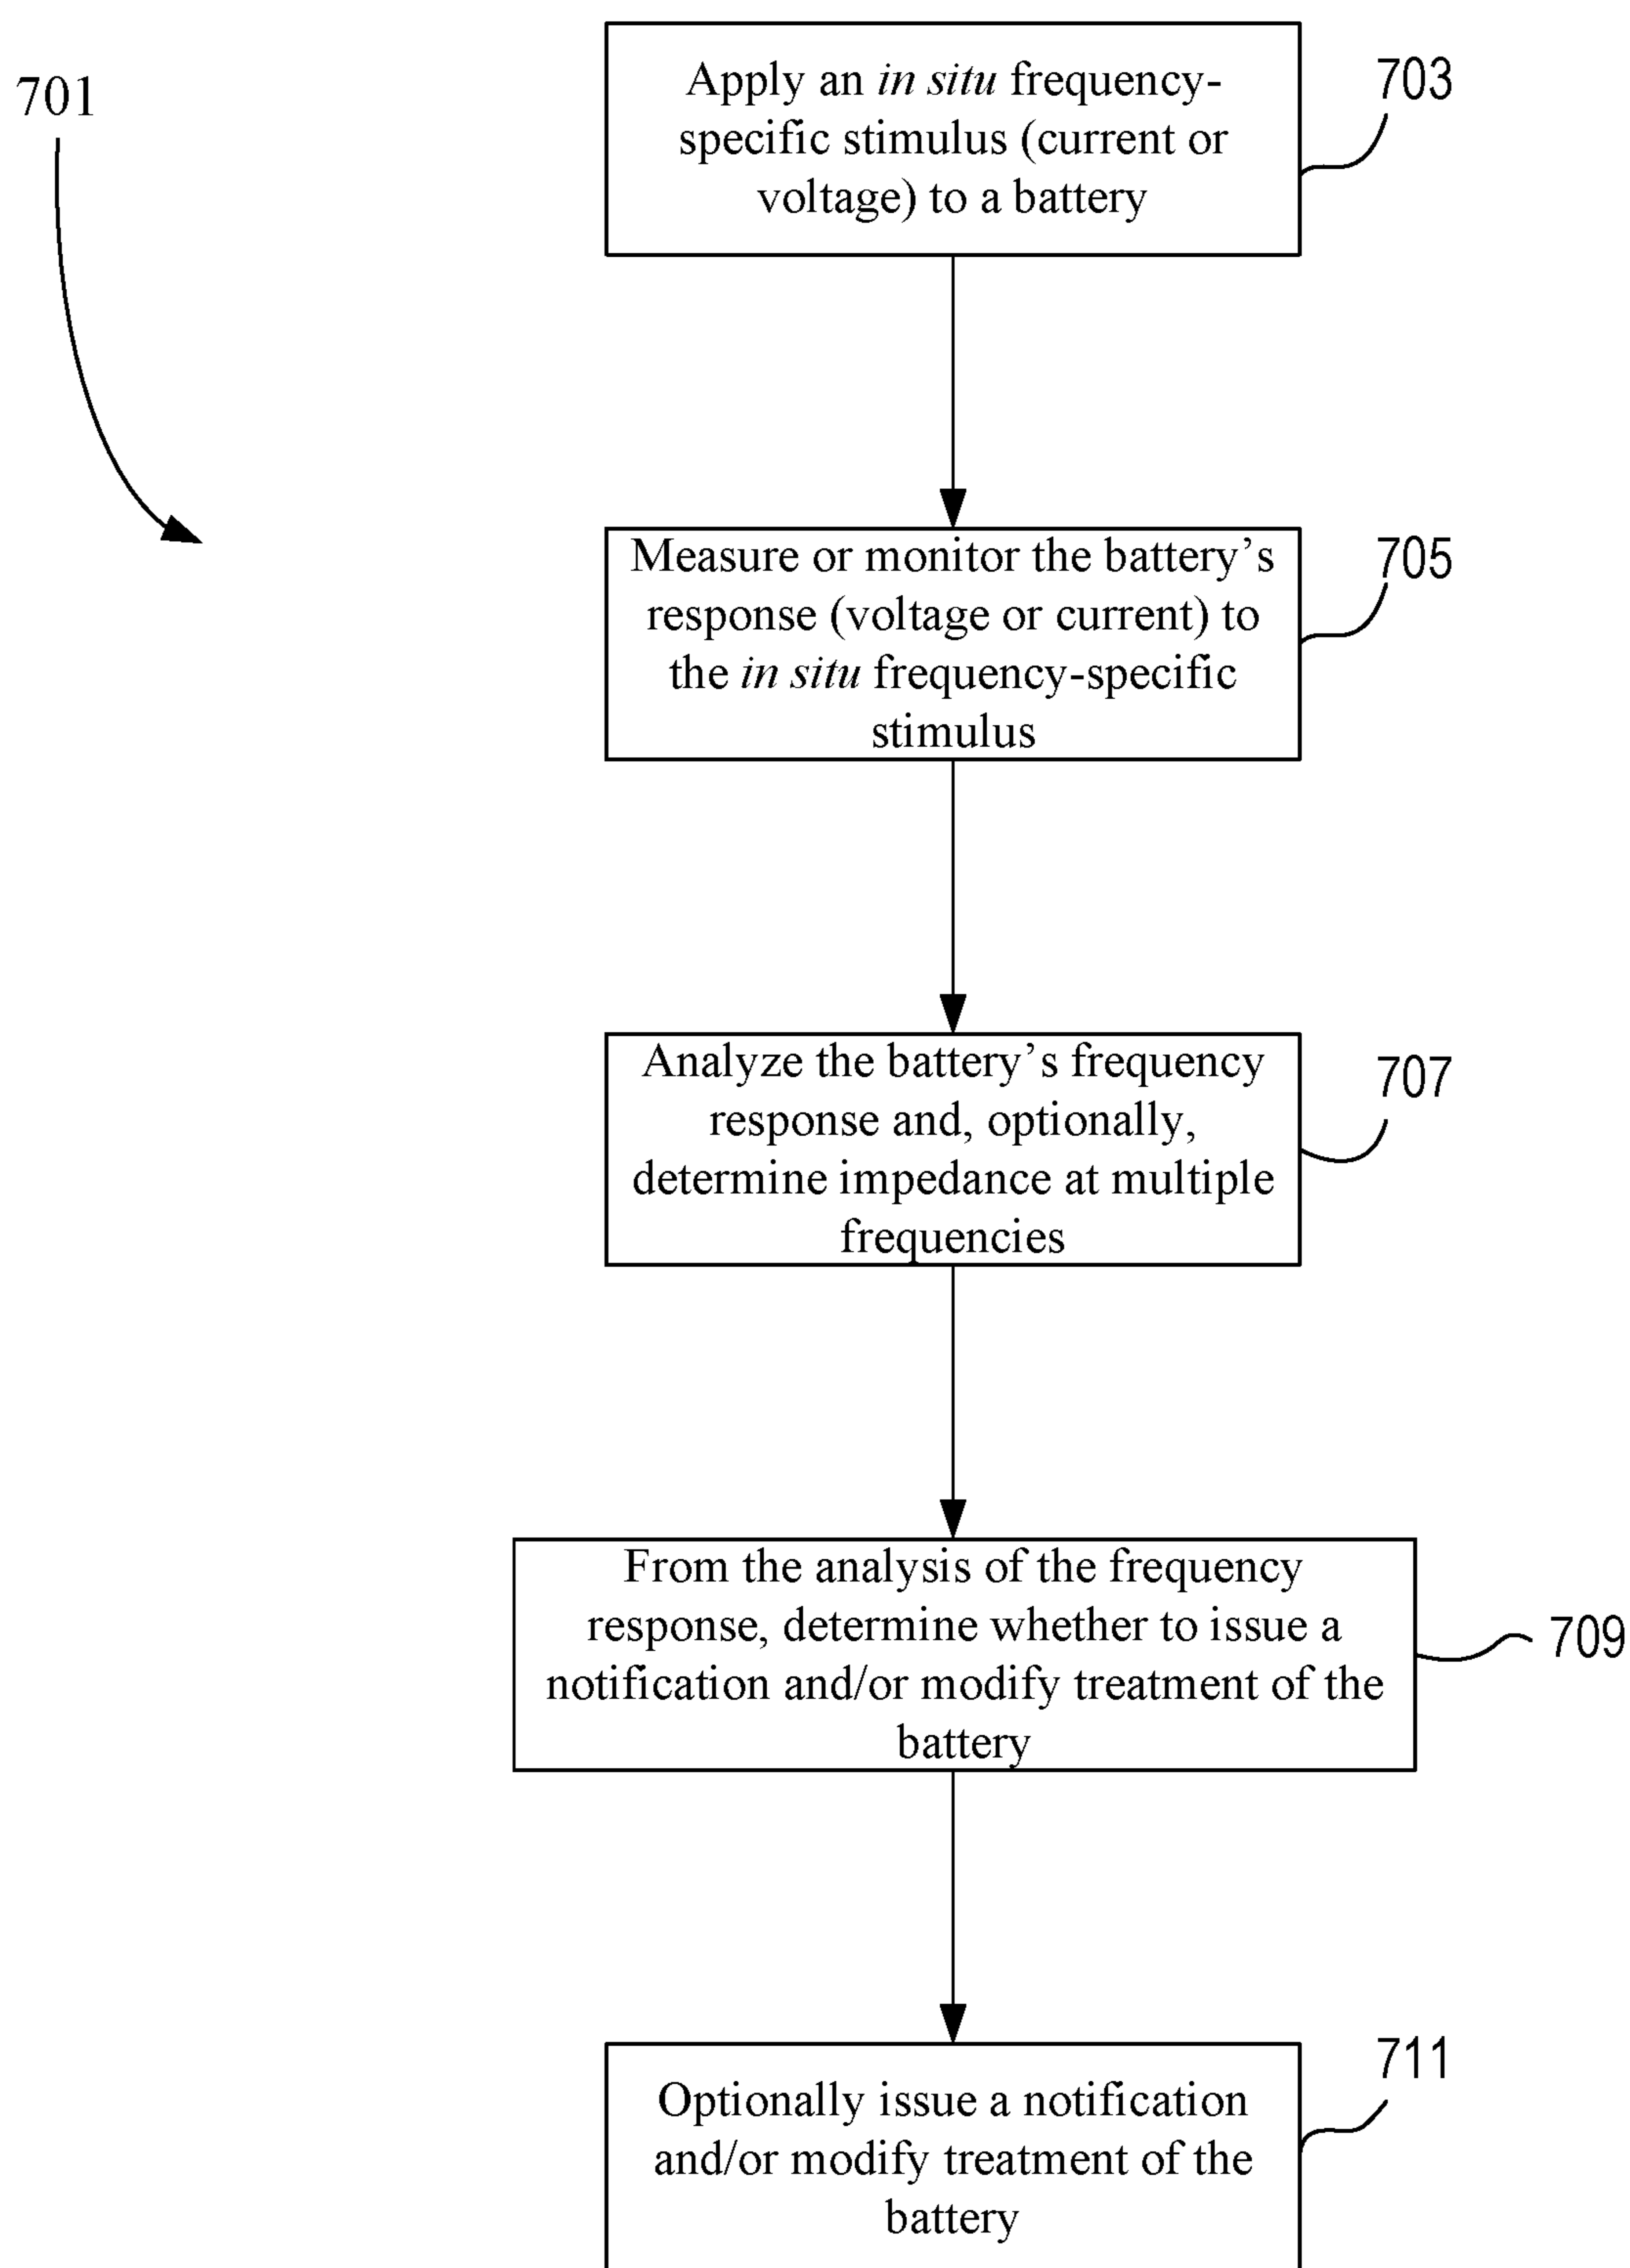 701
Apply an in situ frequency-
specific stimulus (current or
voltage) to a battery
703
Measure or monitor the battery’s
response (voltage or current) to
the in situ frequency-specific
stimulus
705
Analyze the battery’s frequency
response and, optionally,
determine impedance at multiple
frequencies
707
From the analysis of the frequency
response, determine whether to issue a
notification and/or modify treatment of the
battery
709
Optionally issue a notification
and/or modify treatment of the
battery
711